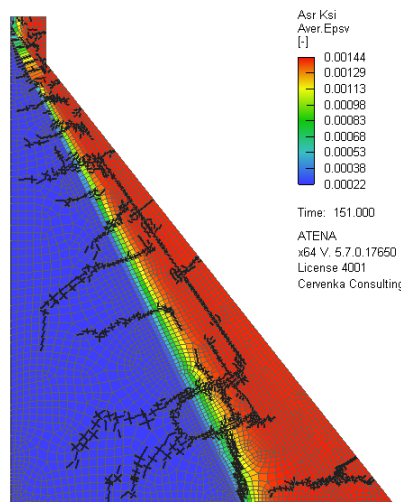 Asr Ksi
Aver.Epsv
[-]
0.00144
0.00129
0.00113
0.00098
0.00083
0.00068
0.00053
0.00038
0.00022
Time: 151.000
ATENA
x64 V. 5.7.0.17650
License 4001
Cervenka Consulting